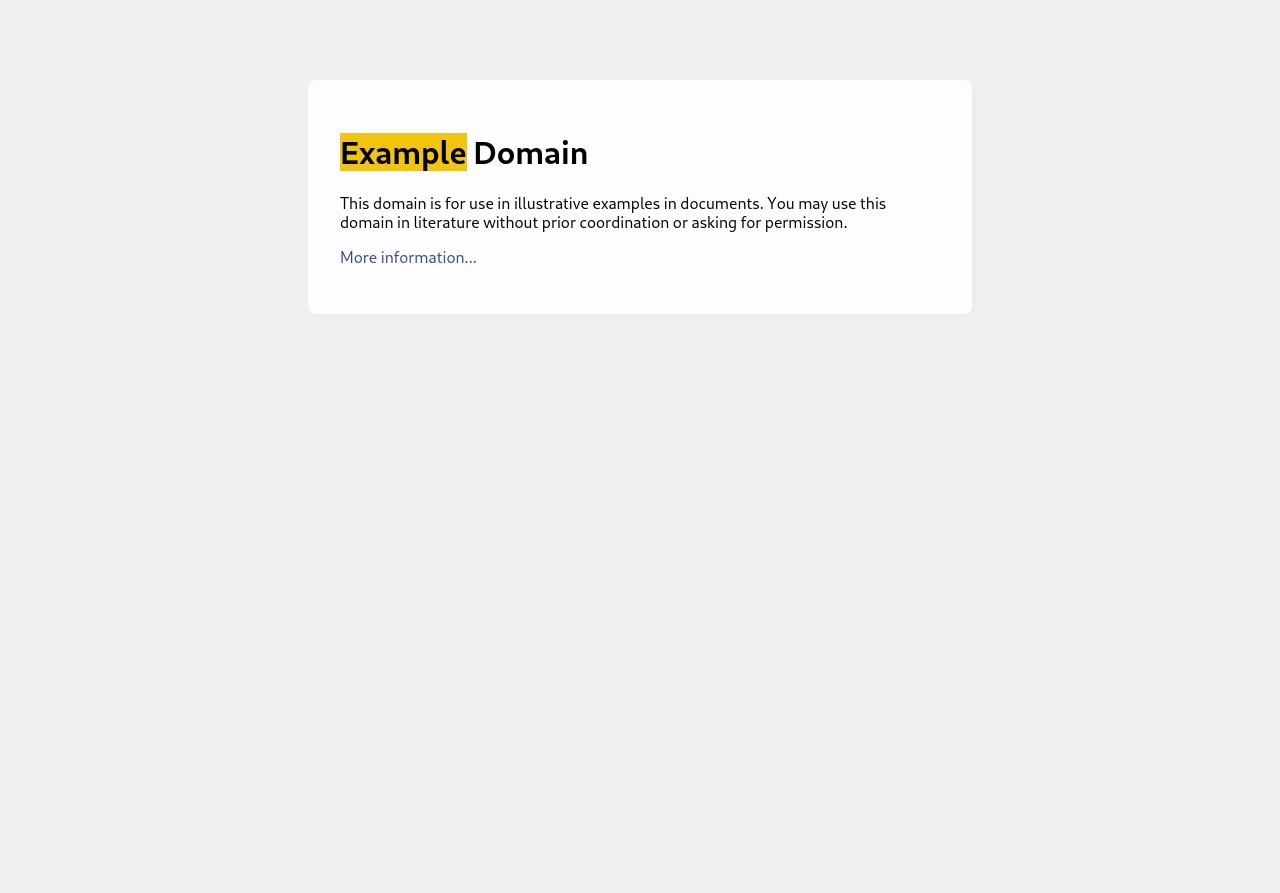 Example Domain
This domain is for use in illustrative examples in documents. You may use this
domain in literature without prior coordination or asking for permission.
More information...